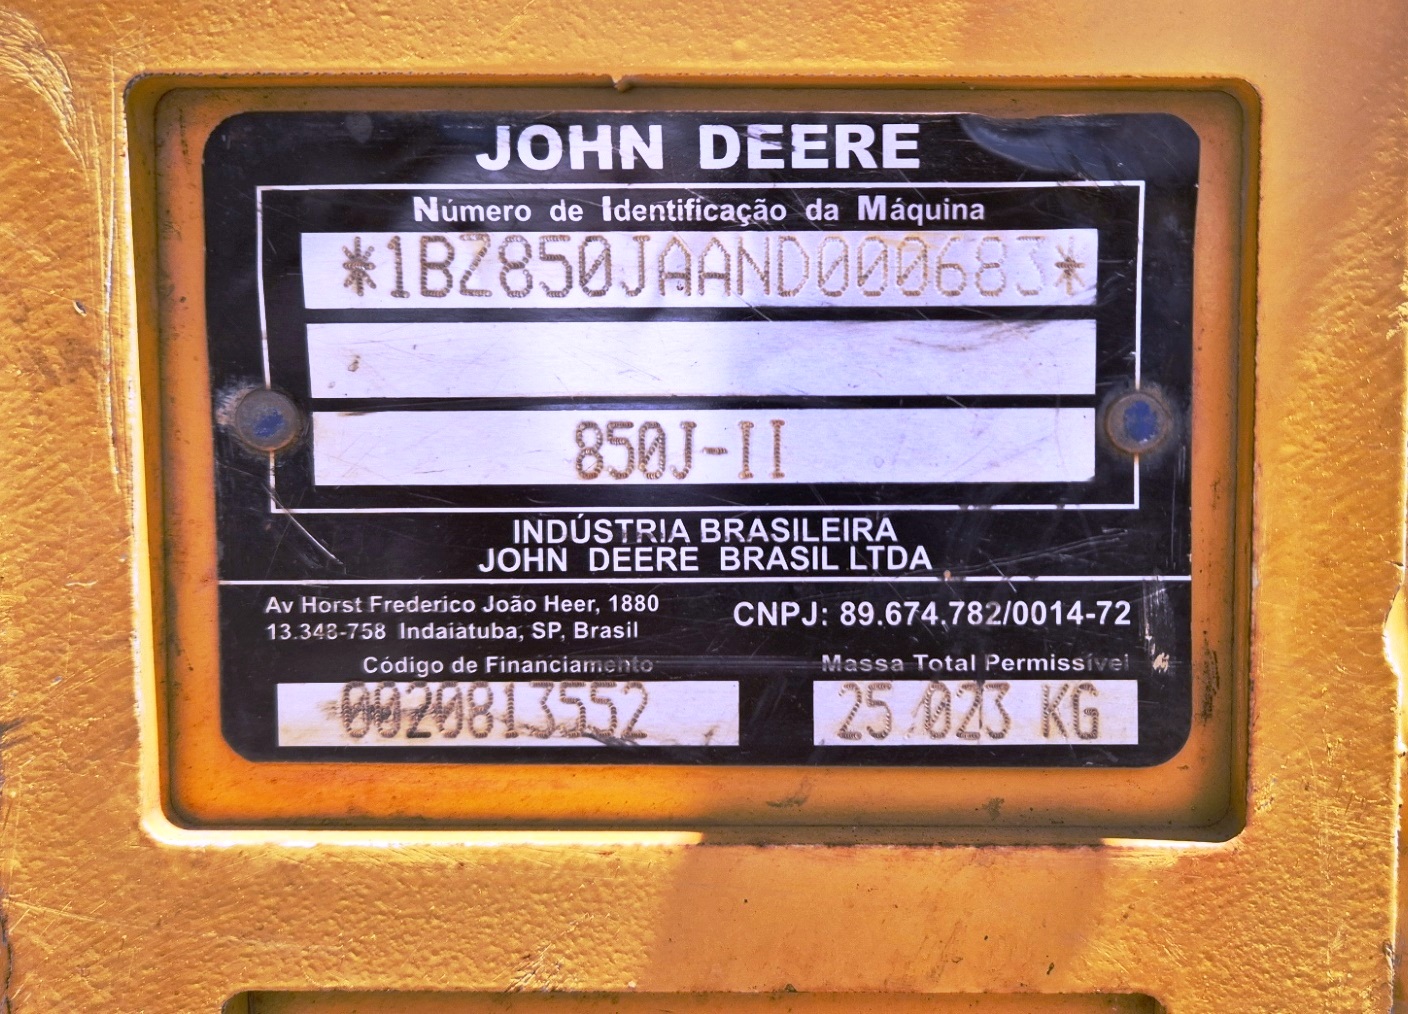 JOHN DEERE
Número de Identificação da Máquina
*1BZ850JAAND000683*
850J-II
INDÚSTRIA BRASILEIRA
JOHN DEERE BRASIL LTDA
Av Horst Frederico João Heer, 1880
13.348-758 Indaiatuba, SP, Brasil
CNPJ: 89.674.782/0014-72
Código de Financiamento
0020813552
Massa Total Permissível
25.023 KG